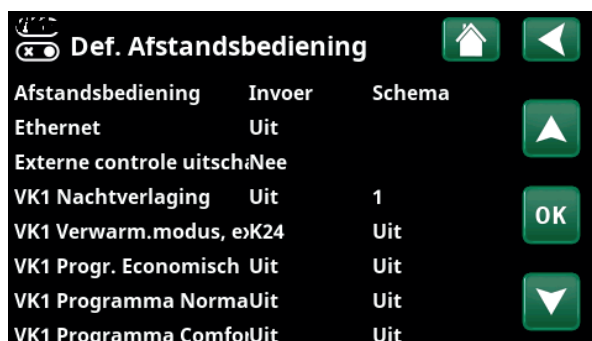 Def. Afstandsbediening
Afstandsbediening Invoer Schema
Ethernet Uit
Externe controle uitscha Nee
VK1 Nachtverlaging Uit 1
VK1 Verwarm.modus, ex K24 Uit
OK
VK1 Progr. Economisch Uit Uit
VK1 Programma Norma Uit Uit
VK1 Programma Comfo Uit Uit